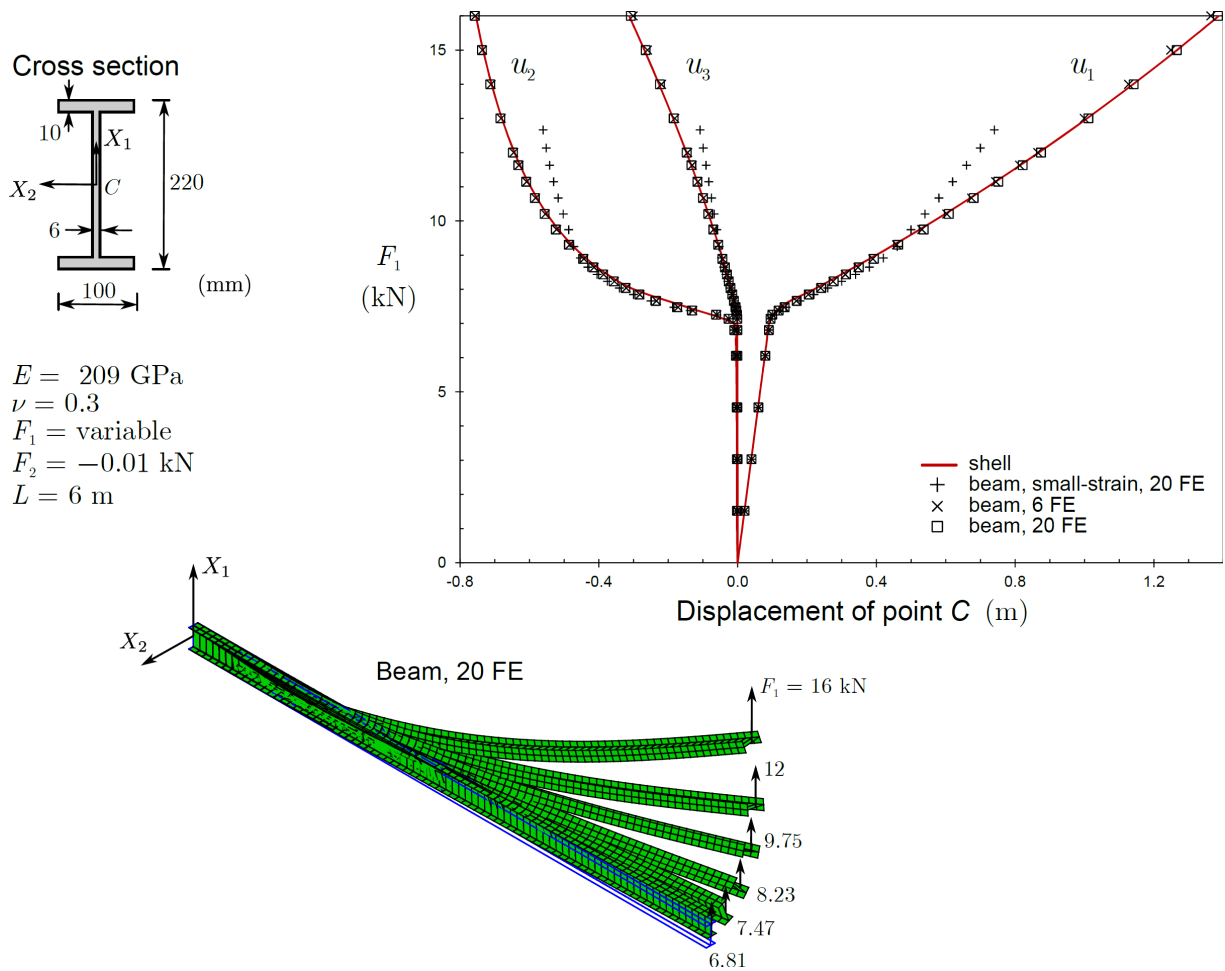 Cross section
10
X₁
X₂
C
220
6
100
(mm)
E = 209 GPa
ν = 0.3
F₁ = variable
F₂ = −0.01 kN
L = 6 m
15
10
5
0
F₁
(kN)
u₂
u₃
u₁
shell
beam, small-strain, 20 FE
beam, 6 FE
beam, 20 FE
-0.8
-0.4
0.0
0.4
0.8
1.2
Displacement of point C (m)
X₁
X₂
Beam, 20 FE
F₁ = 16 kN
12
9.75
8.23
7.47
6.81